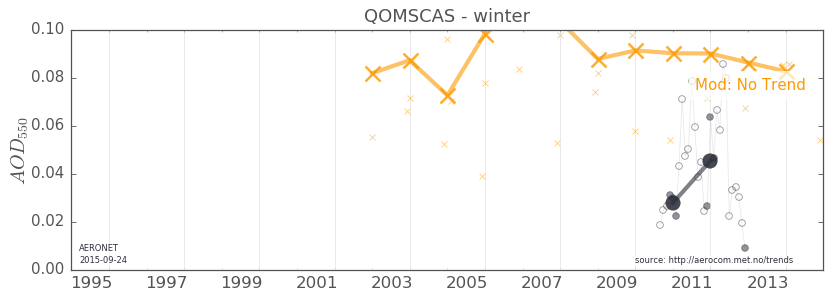 QOMSCAS - winter
0.10
0.08
0.06
0.04
0.02
0.00
AOD550
Mod: No Trend
AERONET
2015-09-24
source: http://aerocom.met.no/trends
1995 1997 1999 2001 2003 2005 2007 2009 2011 2013